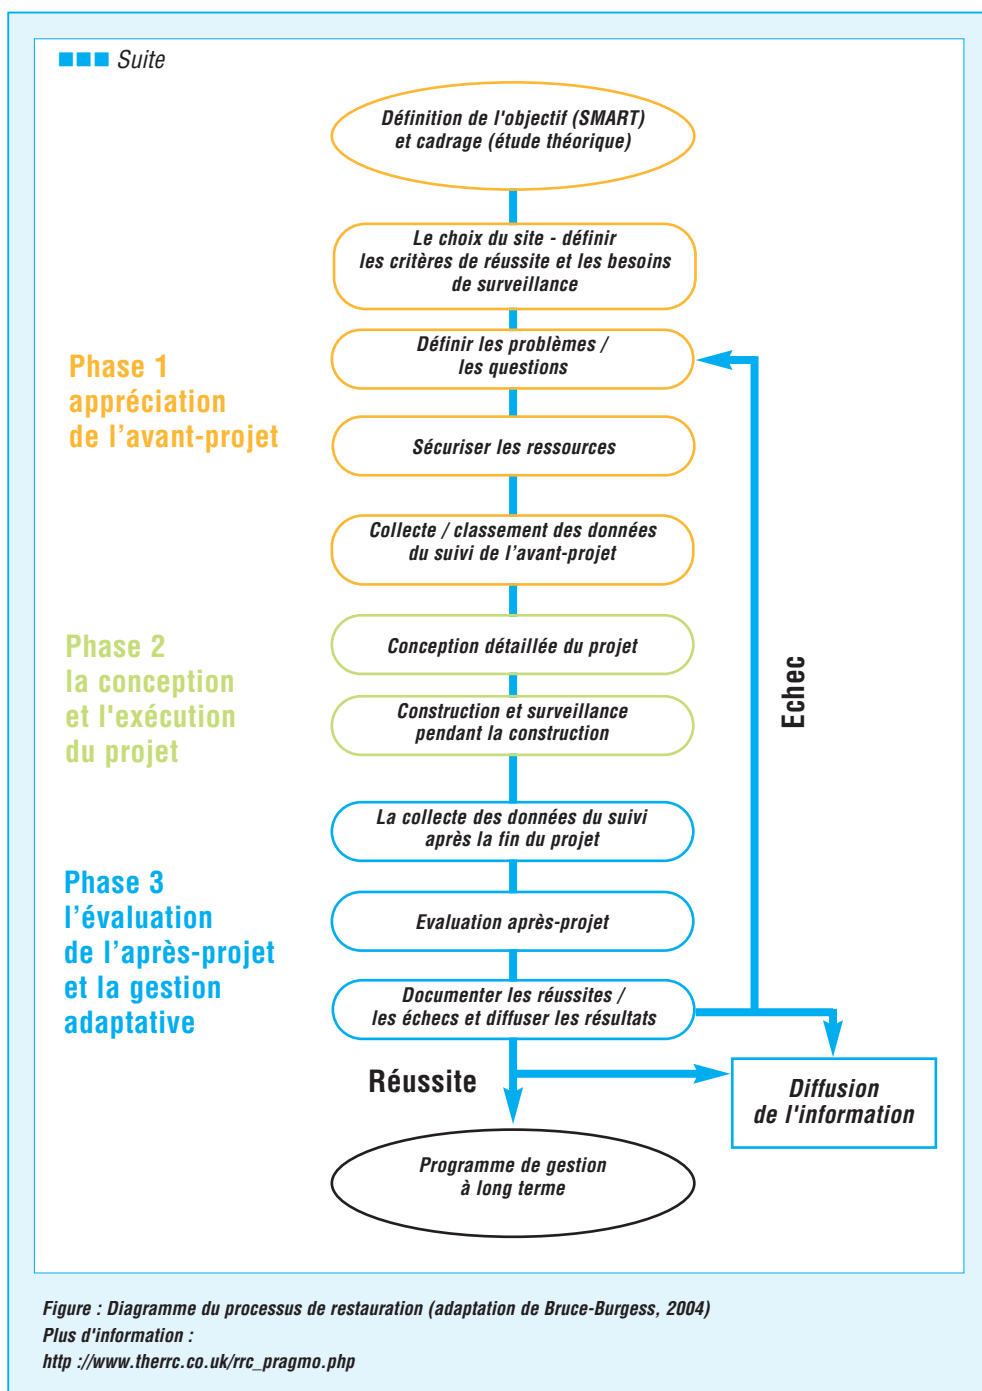 Suite
Définition de l'objectif (SMART)
et cadrage (étude théorique)
Le choix du site - définir
les critères de réussite et les besoins
de surveillance
Définir les problèmes /
les questions
Phase 1
appréciation
de l’avant-projet
Sécuriser les ressources
Collecte / classement des données
du suivi de l’avant-projet
Phase 2
la conception
et l'exécution
du projet
Conception détaillée du projet
Construction et surveillance
pendant la construction
Echec
La collecte des données du suivi
après la fin du projet
Phase 3
l’évaluation
de l’après-projet
et la gestion
adaptative
Evaluation après-projet
Documenter les réussites /
les échecs et diffuser les résultats
Réussite
Diffusion
de l'information
Programme de gestion
à long terme
Figure : Diagramme du processus de restauration (adaptation de Bruce-Burgess, 2004)
Plus d'information :
http ://www.therrc.co.uk/rrc_pragmo.php